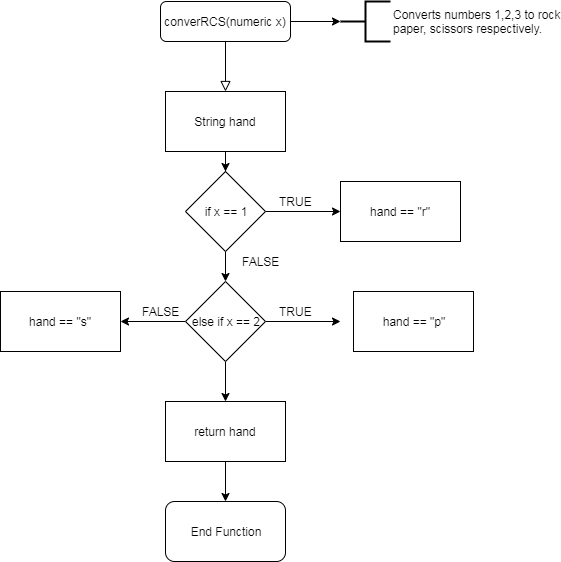 converRCS(numeric x)
Converts numbers 1,2,3 to rock
paper, scissors respectively.
String hand
if x == 1
TRUE
hand == "r"
FALSE
hand == "s"
FALSE
else if x == 2
TRUE
hand == "p"
return hand
End Function